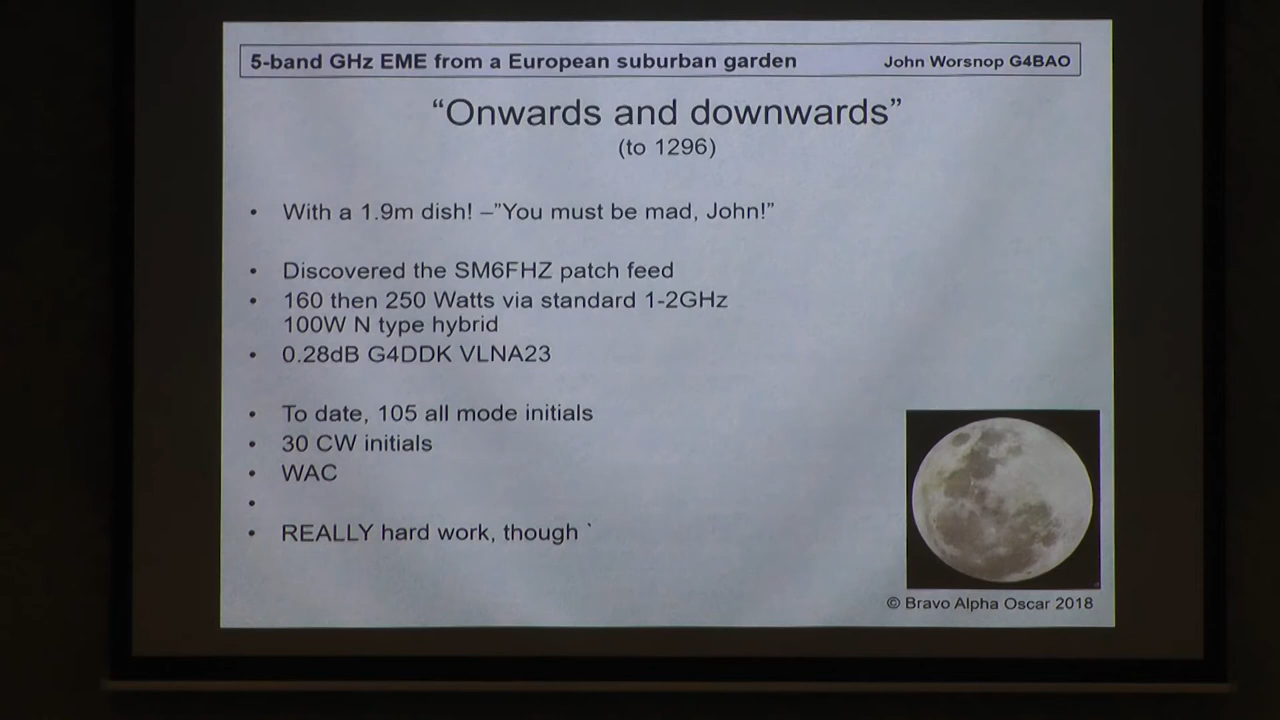 5-band GHz EME from a European suburban garden John Worsnop G4BAO
“Onwards and downwards”
(to 1296)
• With a 1.9m dish! –”You must be mad, John!”
• Discovered the SM6FHZ patch feed
• 160 then 250 Watts via standard 1-2GHz
100W N type hybrid
• 0.28dB G4DDK VLNA23
• To date, 105 all mode initials
• 30 CW initials
• WAC
•
• REALLY hard work, though `
© Bravo Alpha Oscar 2018